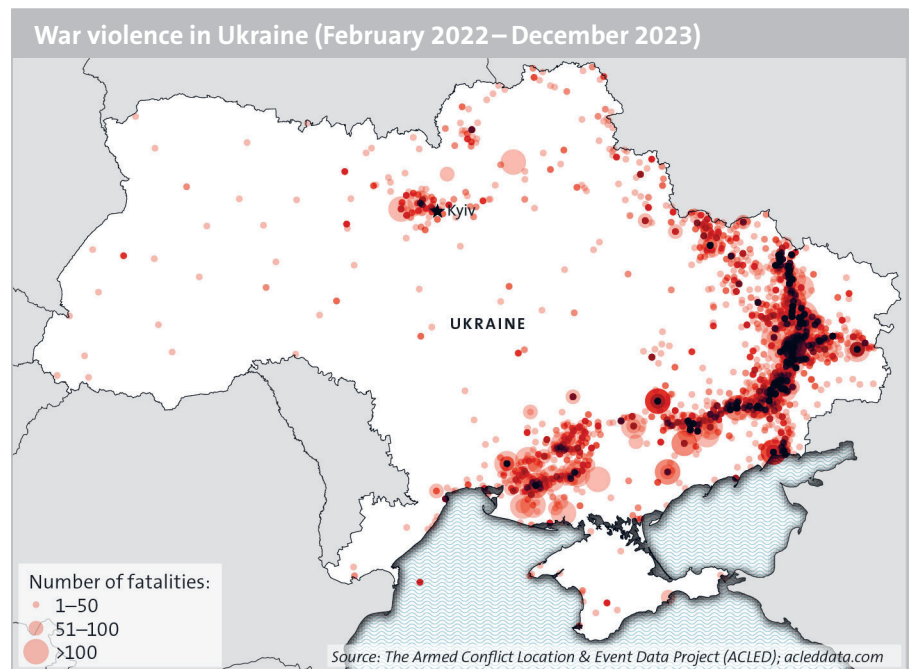 War violence in Ukraine (February 2022–December 2023)
Kyiv
UKRAINE
Number of fatalities:
1–50
51–100
>100
Source: The Armed Conflict Location & Event Data Project (ACLED); acleddata.com